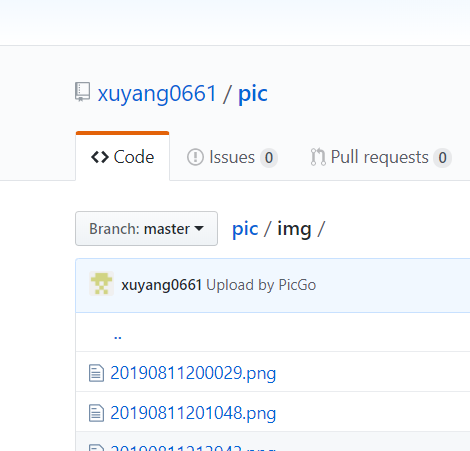 xuyang0661 / pic
Code Issues 0 Pull requests 0
Branch: master pic / img /
xuyang0661 Upload by PicGo
..
20190811200029.png
20190811201048.png